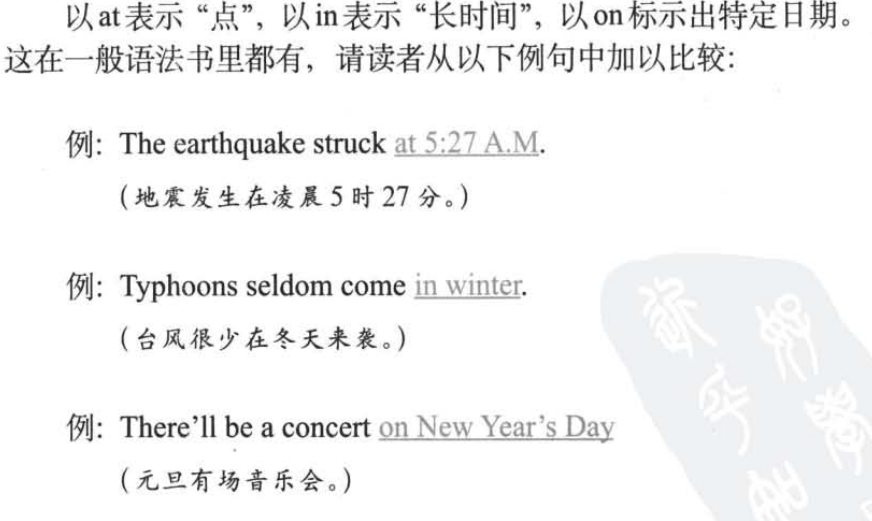 以at表示“点”，以in表示“长时间”，以on标示出特定日期。
这在一般语法书里都有，请读者从以下例句中加以比较：
例：The earthquake struck at 5:27 A.M.
（地震发生在凌晨5时27分。）
例：Typhoons seldom come in winter.
（台风很少在冬天来袭。）
例：There’ll be a concert on New Year’s Day
（元旦有场音乐会。）